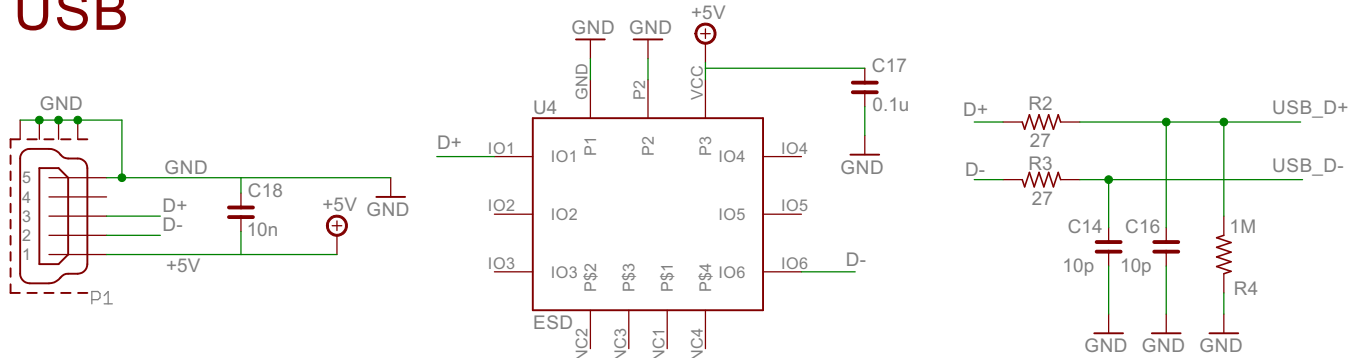 USB
GND
5
4
3
2
1
GND
D+
D-
+5V
C18
10n
+5V
GND
P1
GND
GND
+5V
GND
P2
VCC
C17
0.1u
GND
U4
D+
IO1
IO1
P1
P2
P3
IO4
IO4
IO2
IO2
IO5
IO5
IO3
IO3
P$2
P$3
P$1
P$4
IO6
IO6
D-
ESD
NC2
NC3
NC1
NC4
D+
R2
27
USB_D+
D-
R3
27
USB_D-
C14
10p
C16
10p
1M
R4
GND
GND
GND